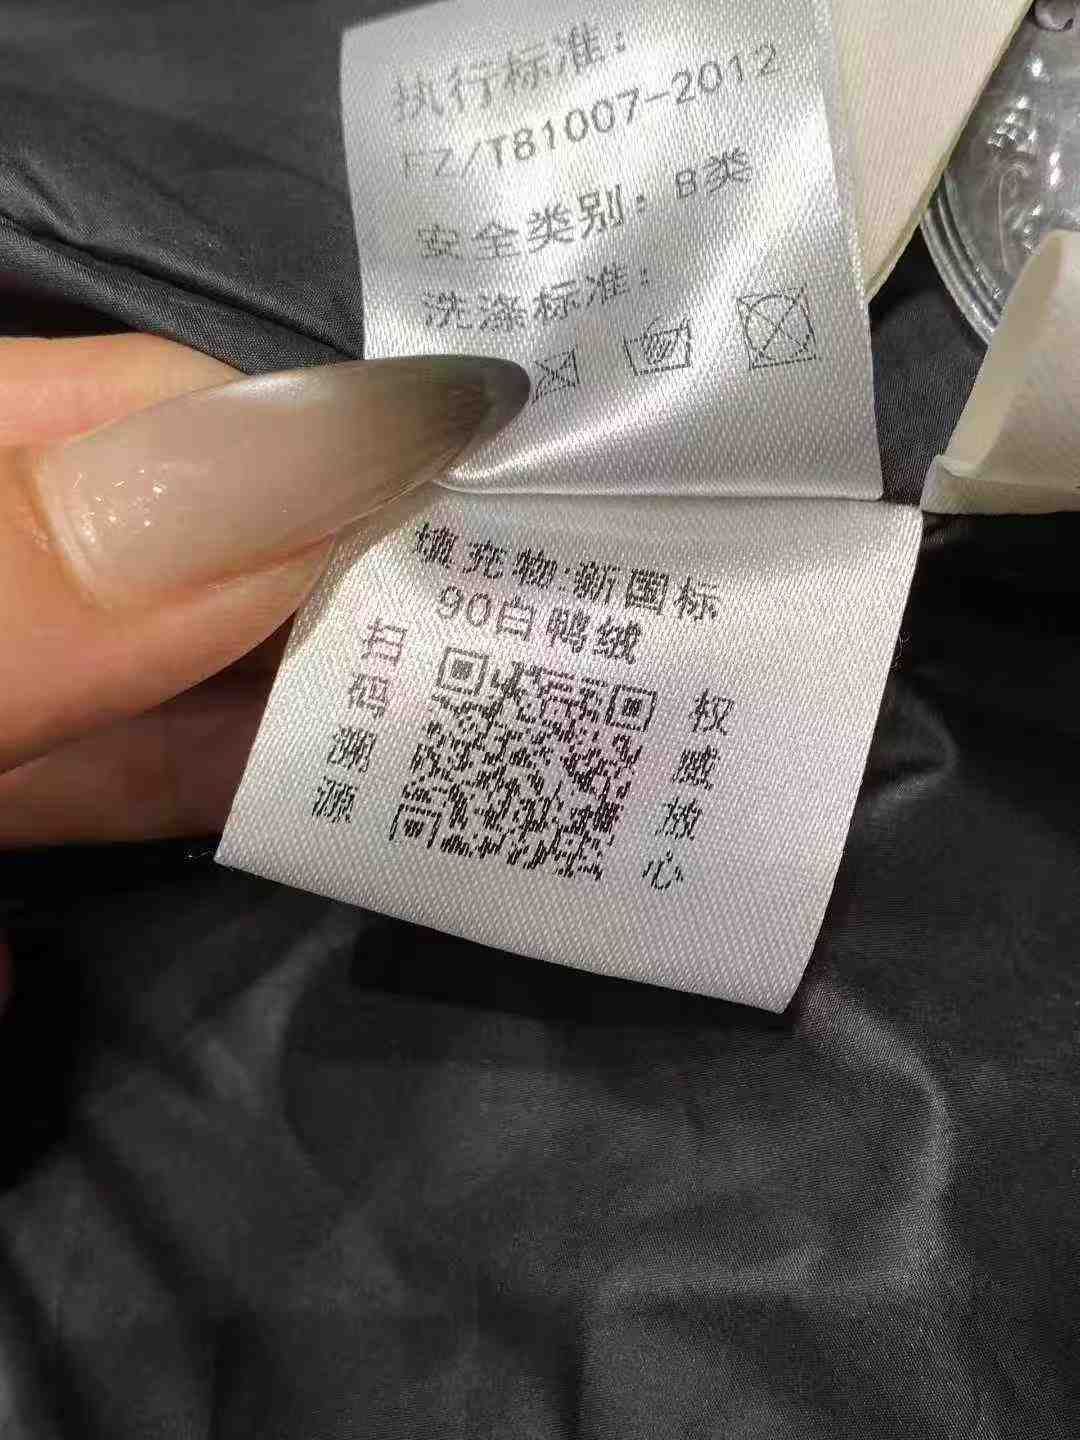 执行标准：
FZ/T81007-2012
安全类别：B类
洗涤标准：
填充物:新国标
90白鸭绒
扫码溯源
权威放心